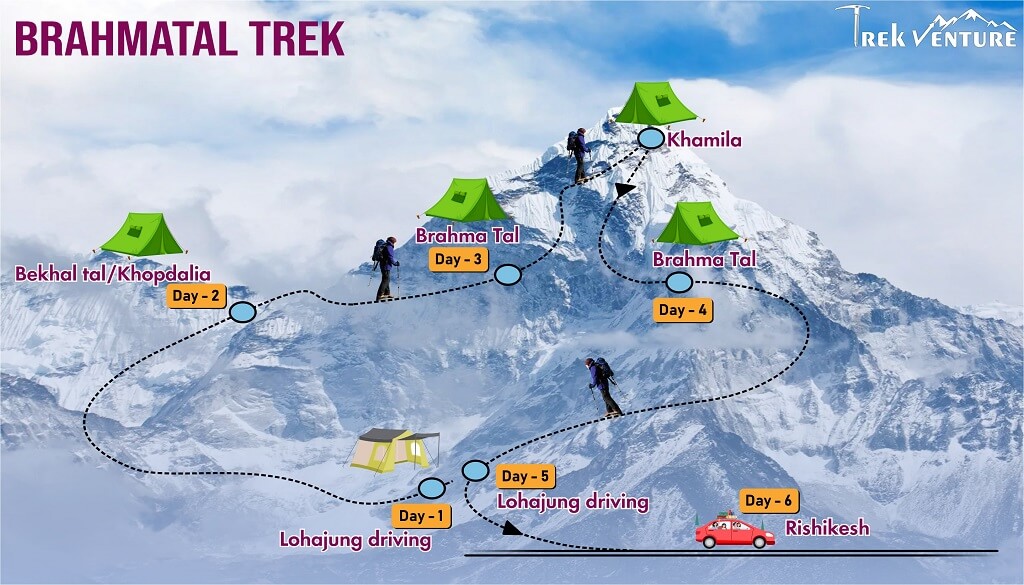 BRAHMATAL TREK
TREK VENTURE
Khamila
Brahma Tal
Day - 3
Brahma Tal
Day - 4
Bekhal tal/Khopdalia
Day - 2
Day - 5
Lohajung driving
Day - 1
Lohajung driving
Day - 6
Rishikesh